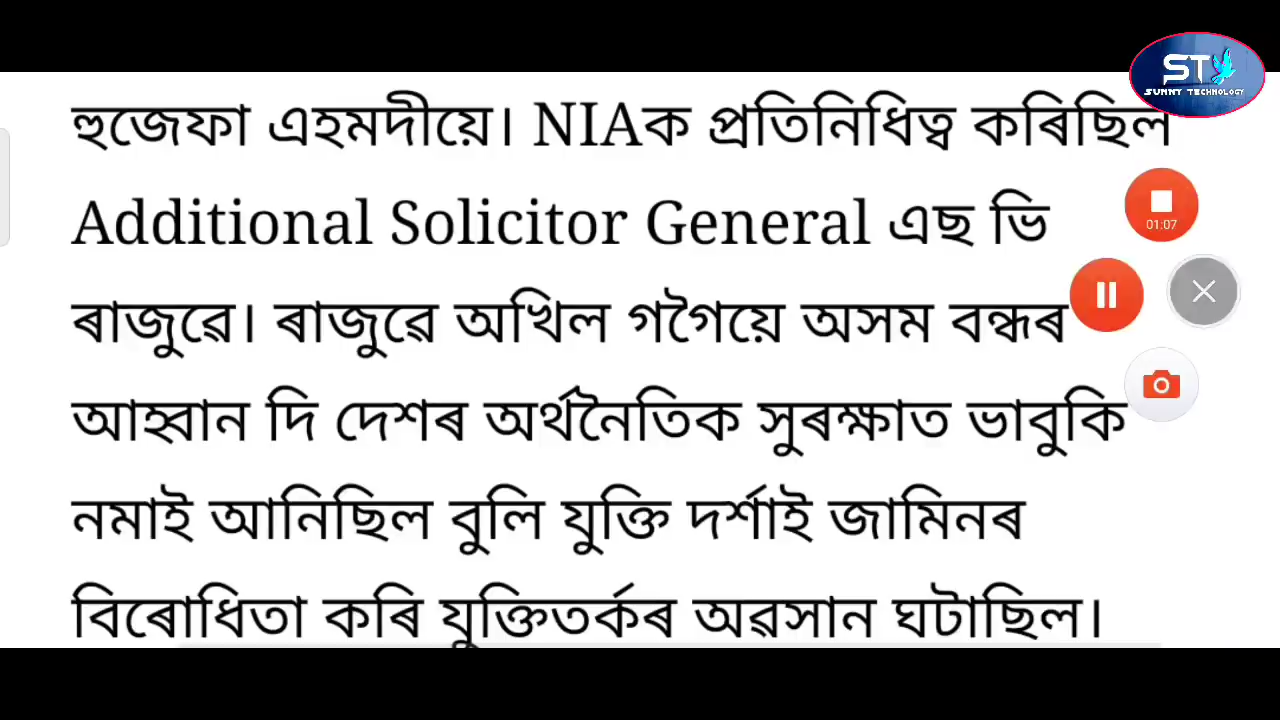 ST
SUNNY TECHNOLOGY
হুজেফা এহমদীয়ে। NIAক প্ৰতিনিধিত্ব কৰিছিল
Additional Solicitor General এছ ভি
ৰাজুৱে। ৰাজুৱে অখিল গগৈয়ে অসম বন্ধৰ
আহ্বান দি দেশৰ অৰ্থনৈতিক সুৰক্ষাত ভাবুকি
নমাই আনিছিল বুলি যুক্তি দৰ্শাই জামিনৰ
বিৰোধিতা কৰি যুক্তিতৰ্কৰ অৱসান ঘটাছিল।
01:07